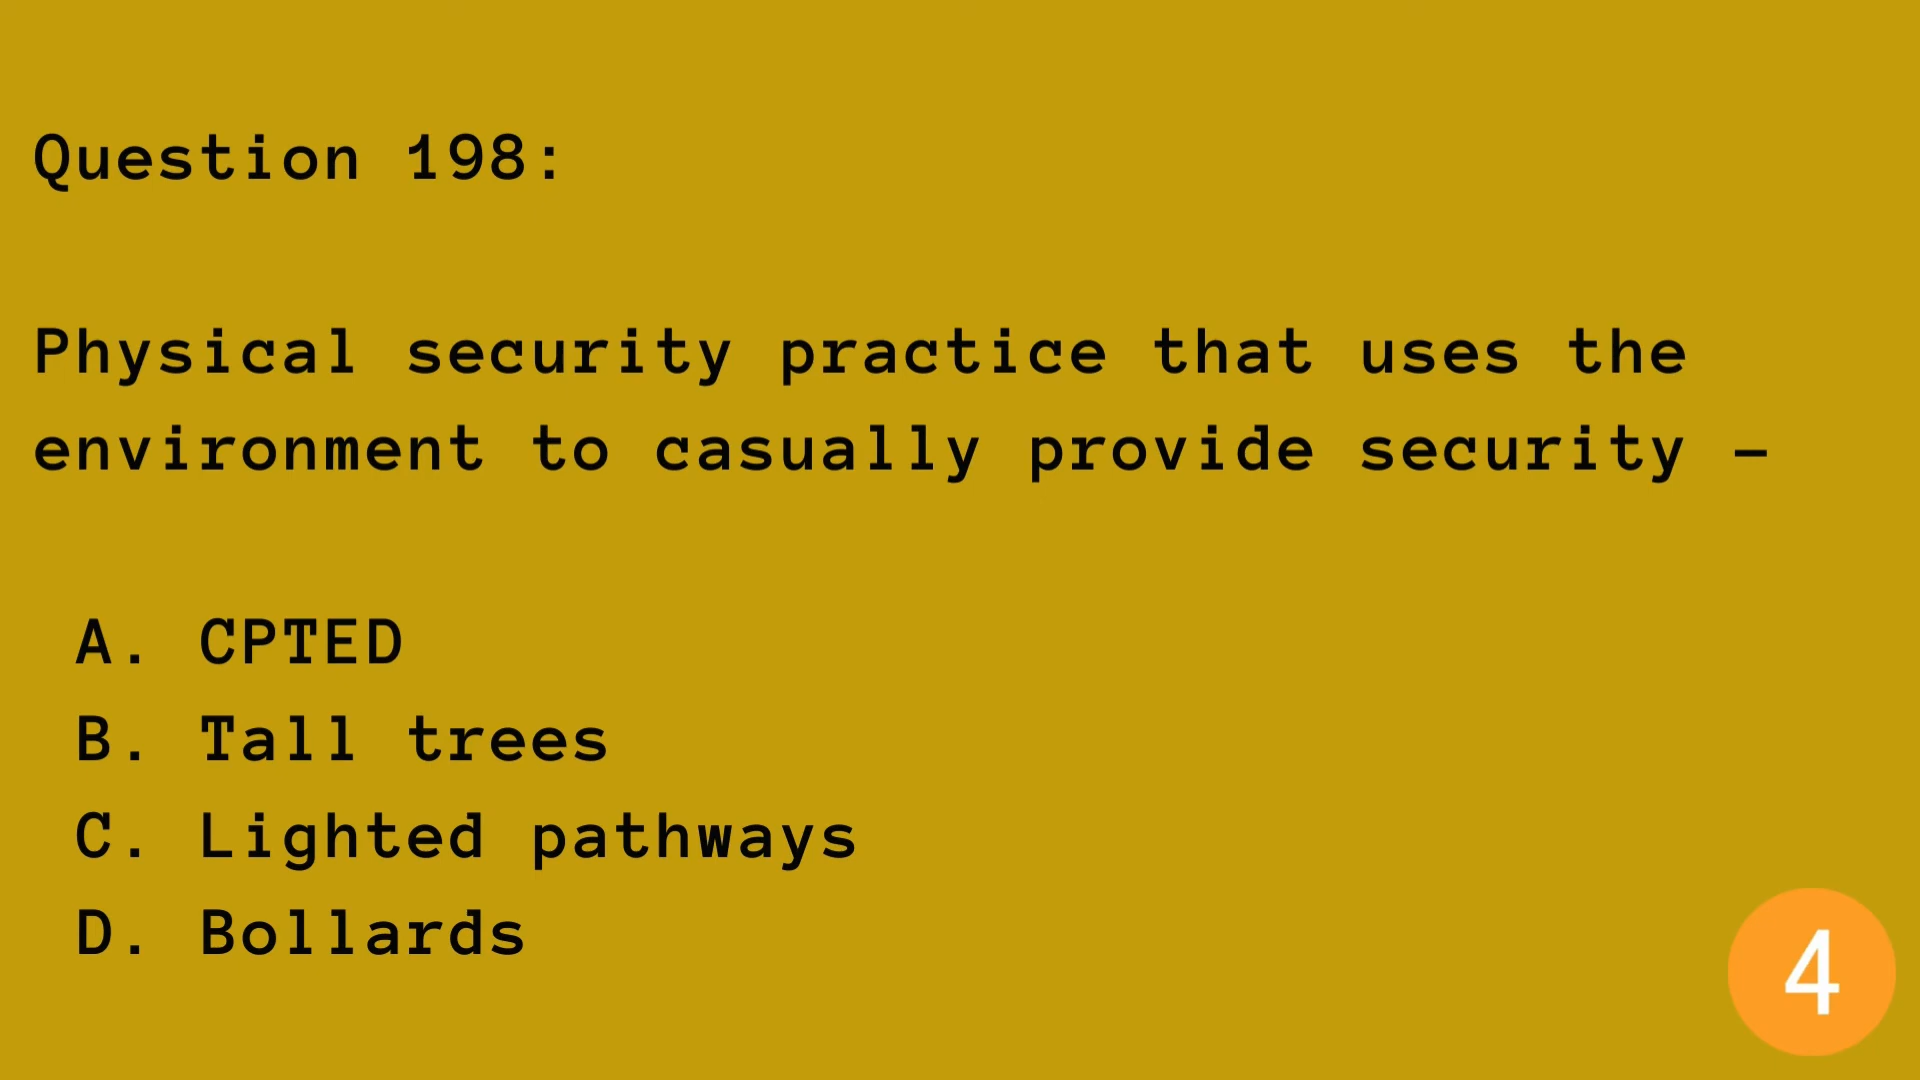 Question 198:
Physical security practice that uses the
environment to casually provide security –
A. CPTED
B. Tall trees
C. Lighted pathways
D. Bollards
4